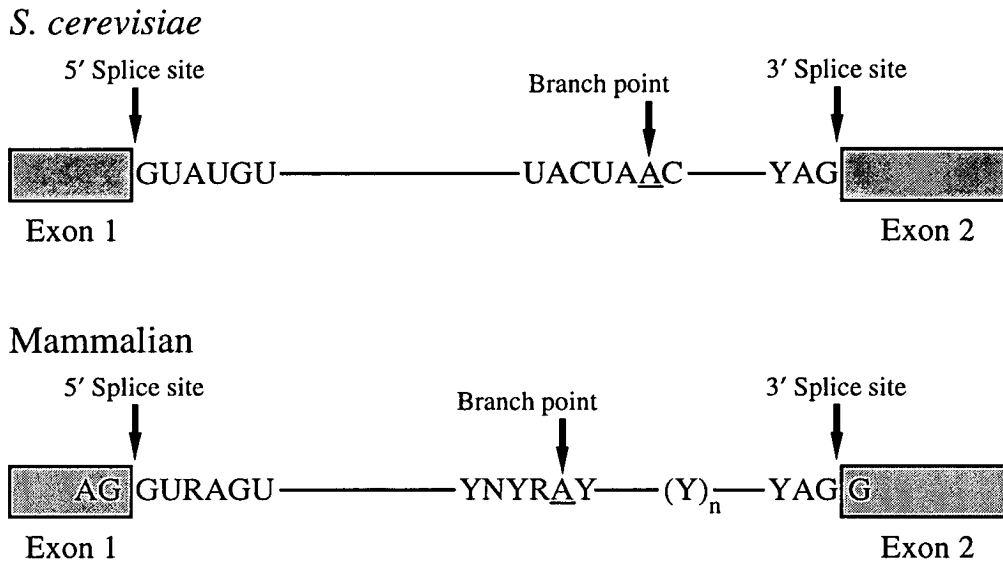 S. cerevisiae
5′ Splice site
Branch point
3′ Splice site
GUAUGU UACUAAC YAG
Exon 1 Exon 2
Mammalian
5′ Splice site
Branch point
3′ Splice site
AG GURAGU YNYRAY (Y)n YAG G
Exon 1 Exon 2